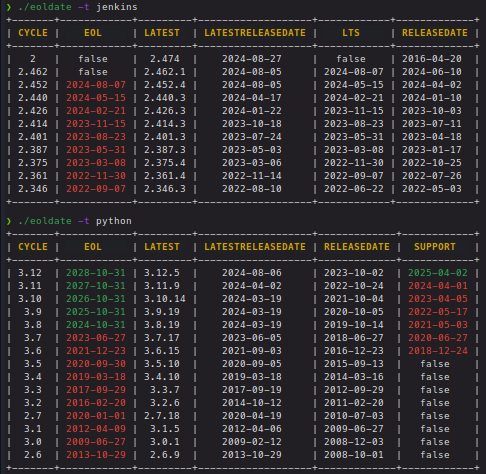 ❯ ./eoldate -t jenkins
| CYCLE | EOL | LATEST | LATESTRELEASEDATE | LTS | RELEASEDATE |
| 2 | false | 2.474 | 2024-08-27 | false | 2016-04-20 |
| 2.462 | false | 2.462.1 | 2024-08-05 | 2024-08-07 | 2024-06-10 |
| 2.452 | 2024-08-07 | 2.452.4 | 2024-08-05 | 2024-05-15 | 2024-04-02 |
| 2.440 | 2024-05-15 | 2.440.3 | 2024-04-17 | 2024-02-21 | 2024-01-10 |
| 2.426 | 2024-02-21 | 2.426.3 | 2024-01-22 | 2023-11-15 | 2023-10-03 |
| 2.414 | 2023-11-15 | 2.414.3 | 2023-10-18 | 2023-08-23 | 2023-07-11 |
| 2.401 | 2023-08-23 | 2.401.3 | 2023-07-24 | 2023-05-31 | 2023-04-18 |
| 2.387 | 2023-05-31 | 2.387.3 | 2023-05-03 | 2023-03-08 | 2023-01-17 |
| 2.375 | 2023-03-08 | 2.375.4 | 2023-03-06 | 2022-11-30 | 2022-10-25 |
| 2.361 | 2022-11-30 | 2.361.4 | 2022-11-14 | 2022-09-07 | 2022-07-26 |
| 2.346 | 2022-09-07 | 2.346.3 | 2022-08-10 | 2022-06-22 | 2022-05-03 |
❯ ./eoldate -t python
| CYCLE | EOL | LATEST | LATESTRELEASEDATE | RELEASEDATE | SUPPORT |
| 3.12 | 2028-10-31 | 3.12.5 | 2024-08-06 | 2023-10-02 | 2025-04-02 |
| 3.11 | 2027-10-31 | 3.11.9 | 2024-04-02 | 2022-10-24 | 2024-04-01 |
| 3.10 | 2026-10-31 | 3.10.14 | 2024-03-19 | 2021-10-04 | 2023-04-05 |
| 3.9 | 2025-10-31 | 3.9.19 | 2024-03-19 | 2020-10-05 | 2022-05-17 |
| 3.8 | 2024-10-31 | 3.8.19 | 2024-03-19 | 2019-10-14 | 2021-05-03 |
| 3.7 | 2023-06-27 | 3.7.17 | 2023-06-05 | 2018-06-27 | 2020-06-27 |
| 3.6 | 2021-12-23 | 3.6.15 | 2021-09-03 | 2016-12-23 | 2018-12-24 |
| 3.5 | 2020-09-30 | 3.5.10 | 2020-09-05 | 2015-09-13 | false |
| 3.4 | 2019-03-18 | 3.4.10 | 2019-03-18 | 2014-03-16 | false |
| 3.3 | 2017-09-29 | 3.3.7 | 2017-09-19 | 2012-09-29 | false |
| 3.2 | 2016-02-20 | 3.2.6 | 2014-10-12 | 2011-02-20 | false |
| 2.7 | 2020-01-01 | 2.7.18 | 2020-04-19 | 2010-07-03 | false |
| 3.1 | 2012-04-09 | 3.1.5 | 2012-04-06 | 2009-06-27 | false |
| 3.0 | 2009-06-27 | 3.0.1 | 2009-02-12 | 2008-12-03 | false |
| 2.6 | 2013-10-29 | 2.6.9 | 2013-10-29 | 2008-10-01 | false |